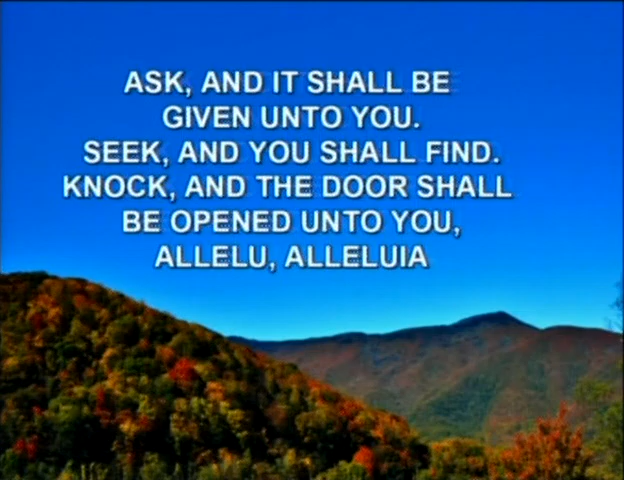 ASK, AND IT SHALL BE
GIVEN UNTO YOU.
SEEK, AND YOU SHALL FIND.
KNOCK, AND THE DOOR SHALL
BE OPENED UNTO YOU,
ALLELU, ALLELUIA